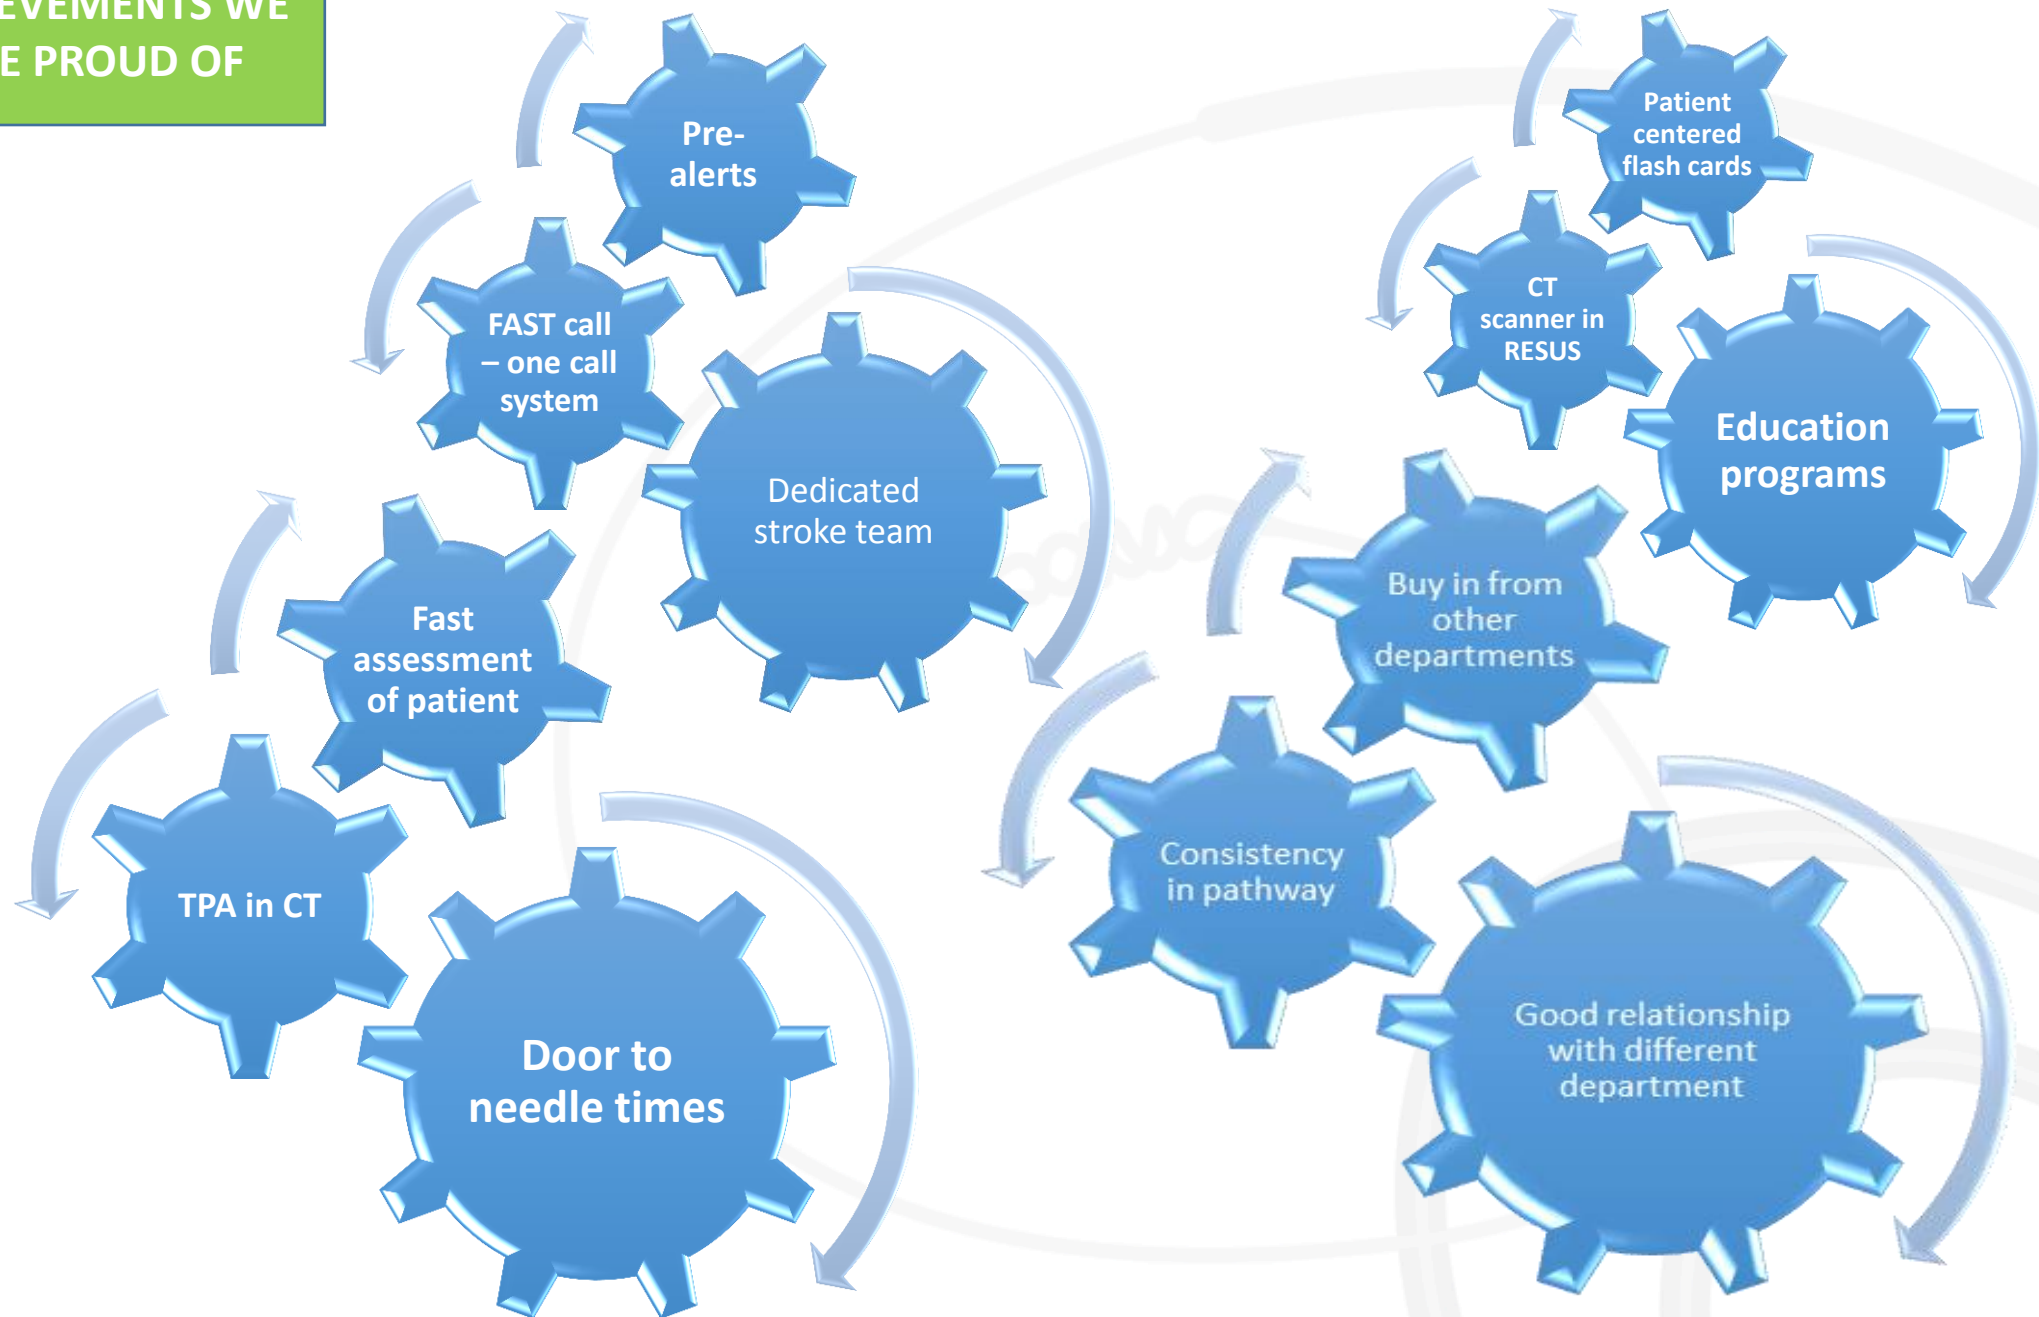 EVEMENTS WE
E PROUD OF
Pre-
alerts
FAST call
– one call
system
Dedicated
stroke team
Fast
assessment
of patient
TPA in CT
Door to
needle times
Patient
centered
flash cards
CT
scanner in
RESUS
Education
programs
Buy in from
other
departments
Consistency
in pathway
Good relationship
with different
department